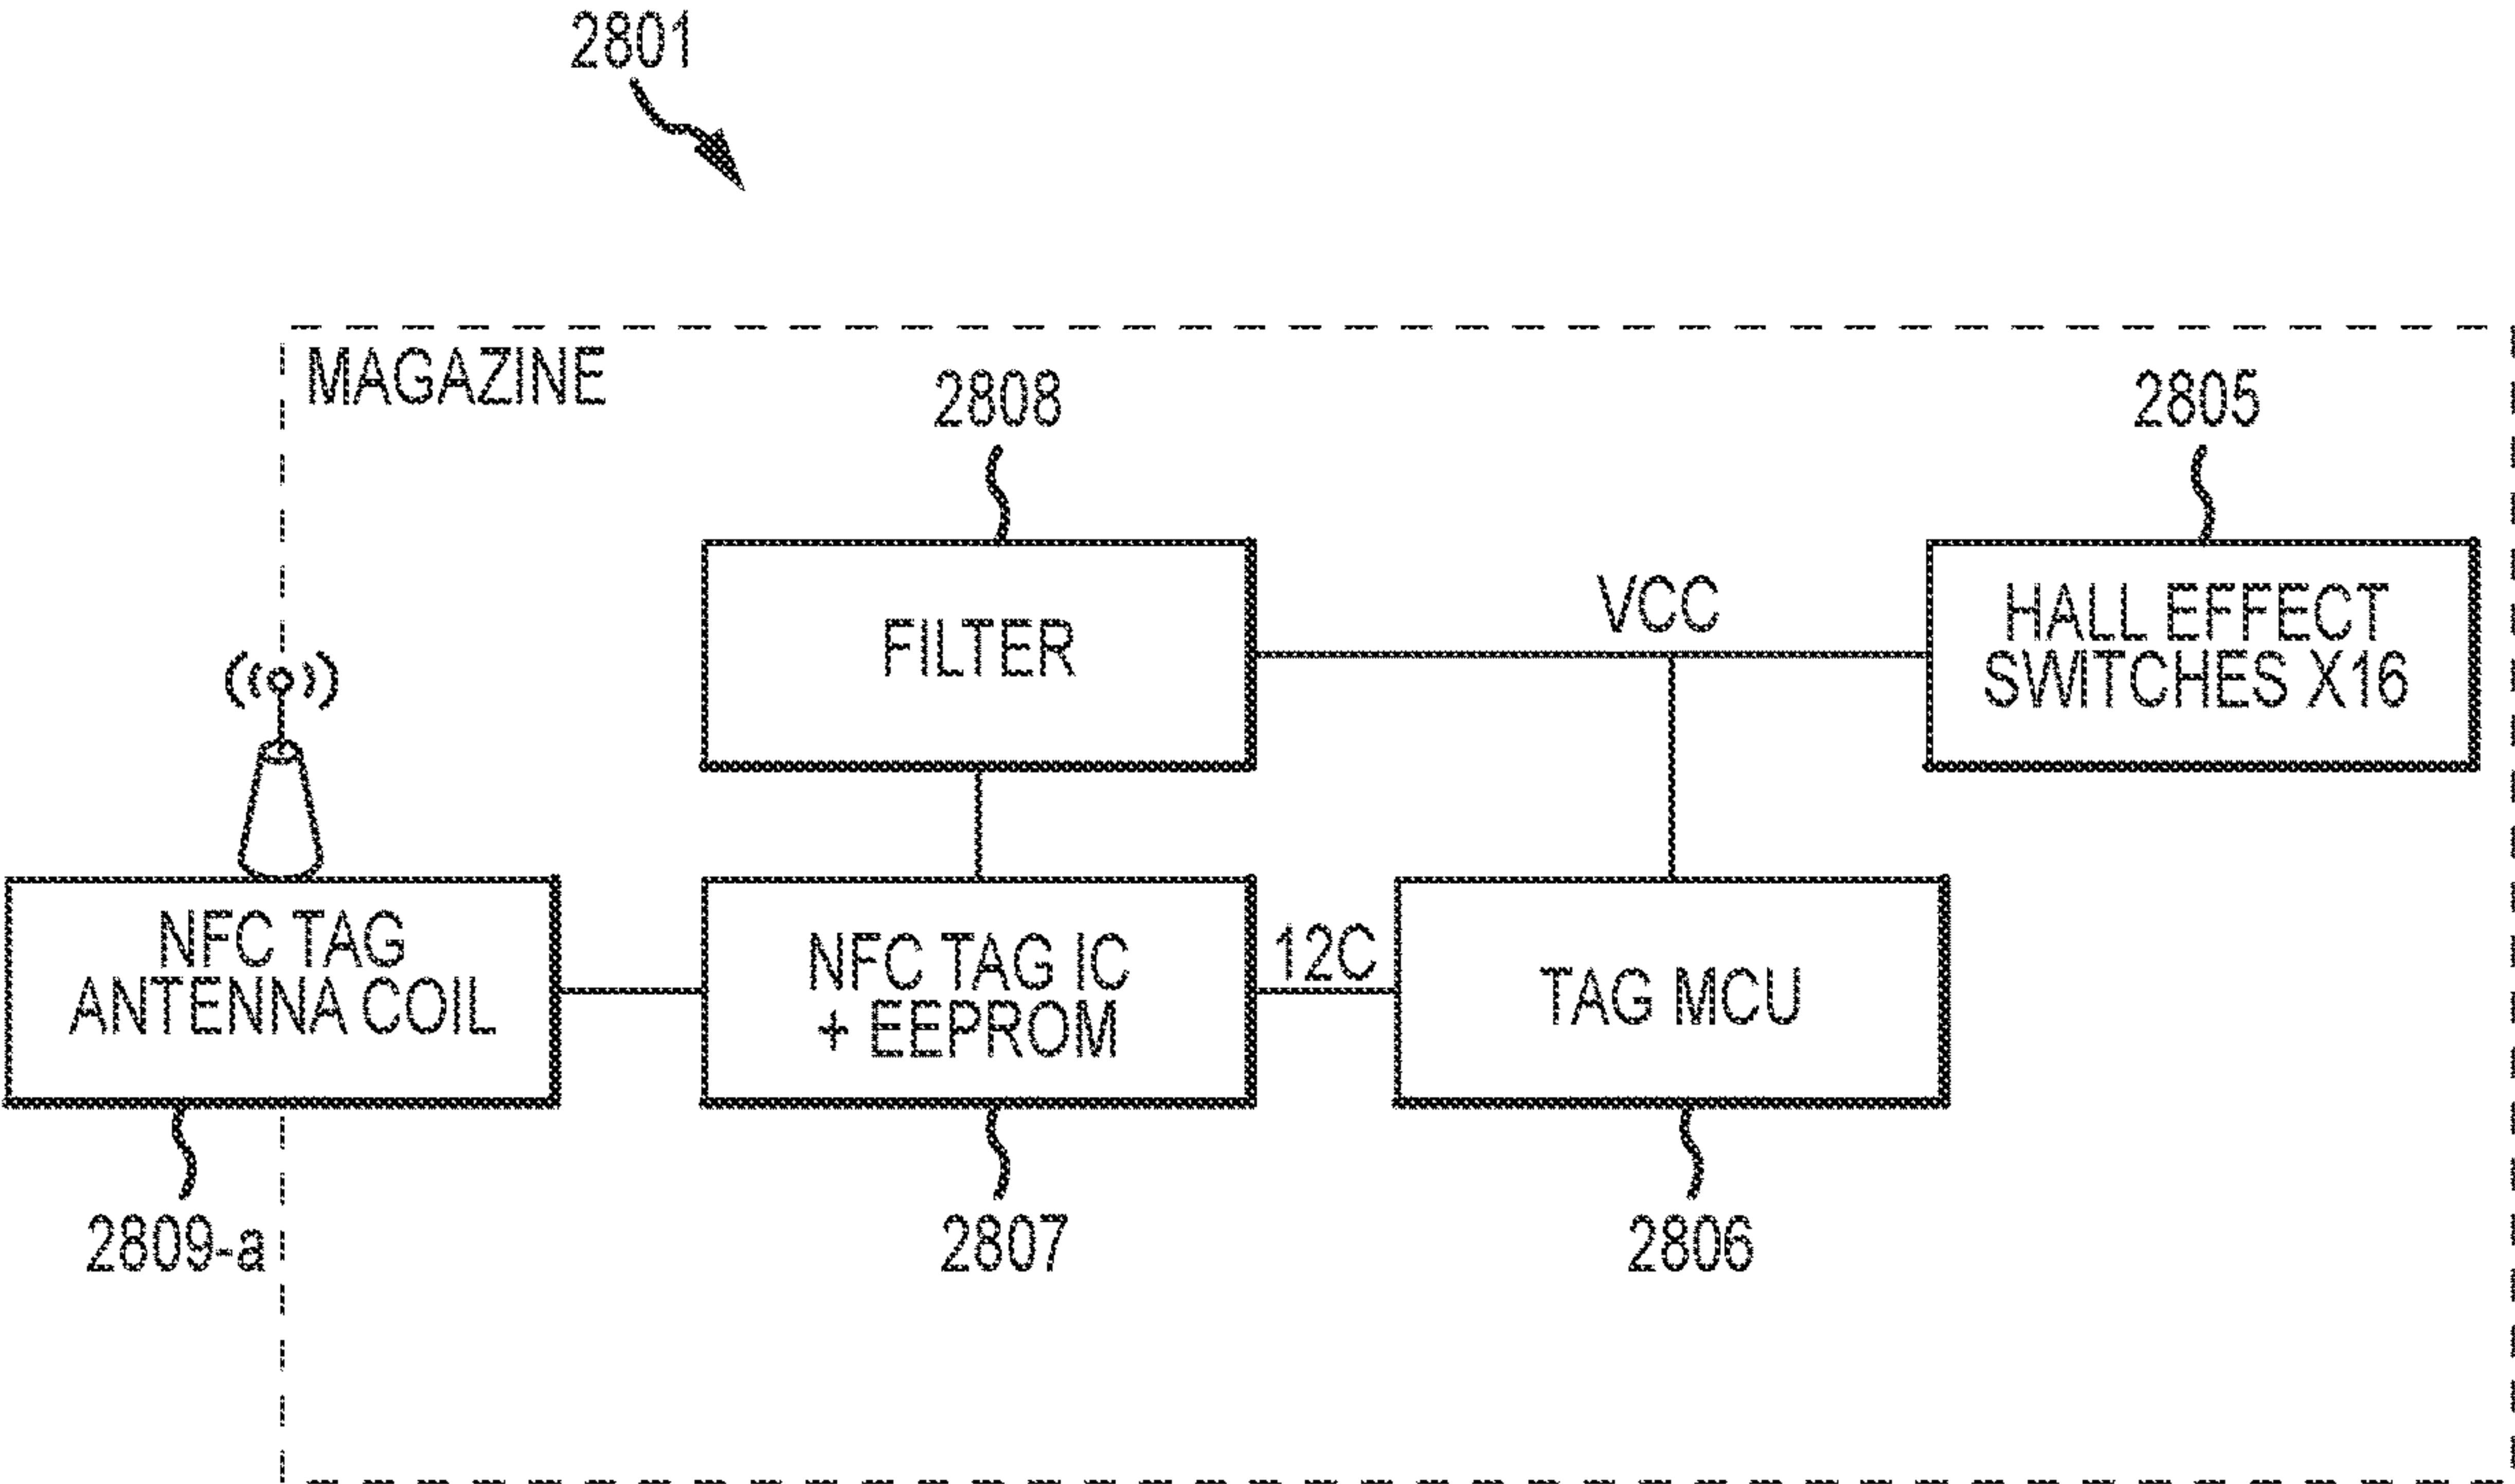 2801
MAGAZINE
2808
2805
FILTER
VCC
HALL EFFECT
SWITCHES X16
NFC TAG
ANTENNA COIL
NFC TAG IC
+ EEPROM
12C
TAG MCU
2809-a
2807
2806